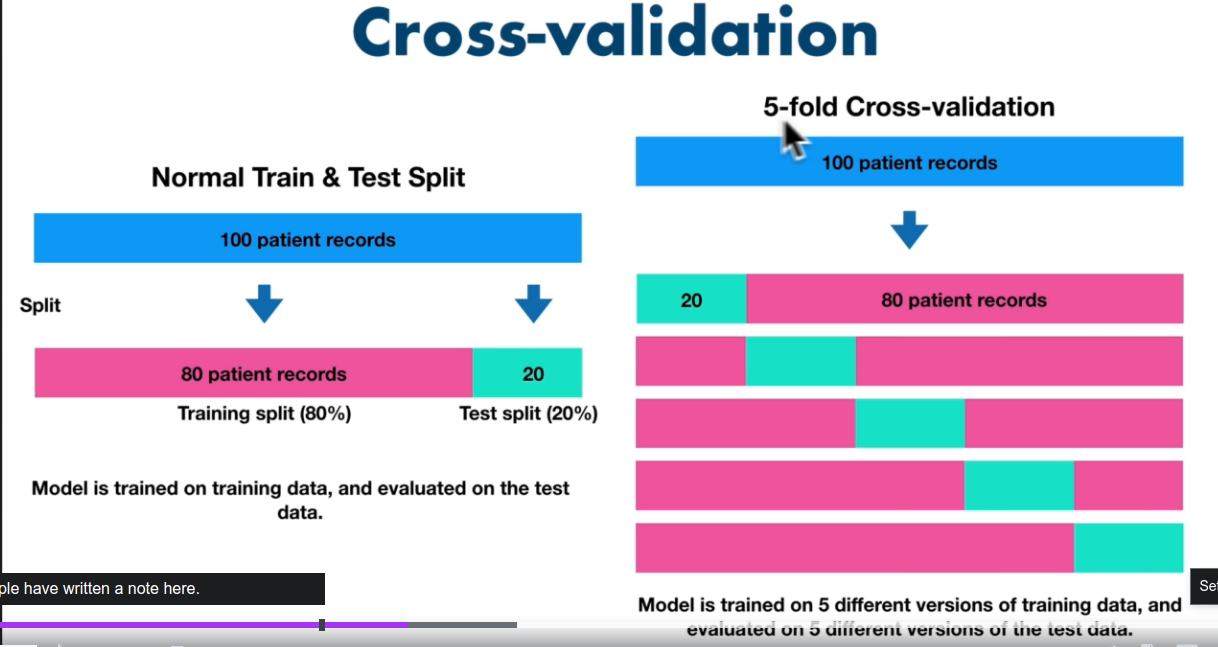 Cross-validation
Normal Train & Test Split
100 patient records
Split
80 patient records
20
Training split (80%)
Test split (20%)
Model is trained on training data, and evaluated on the test
data.
5-fold Cross-validation
100 patient records
20
80 patient records
Model is trained on 5 different versions of training data, and
evaluated on 5 different versions of the test data.
have written a note here.